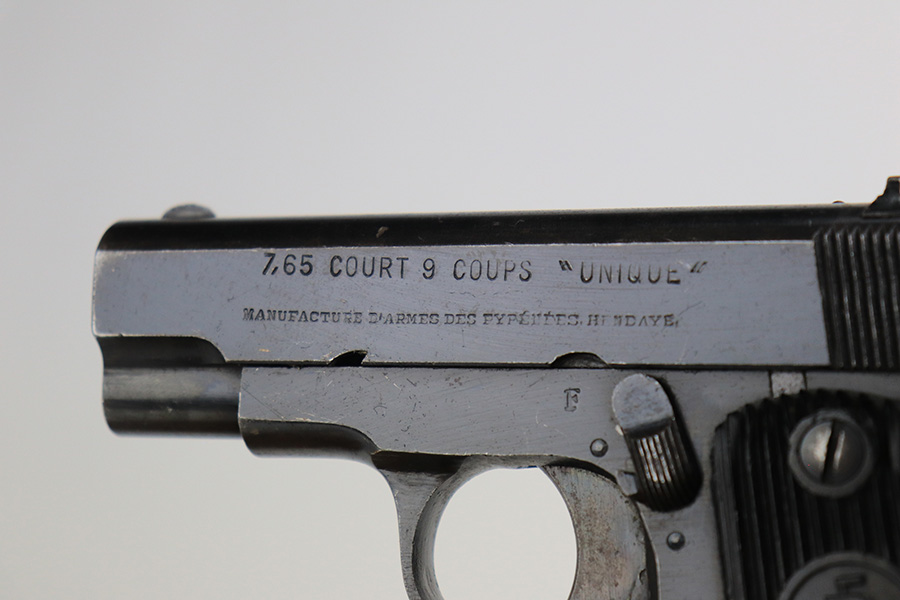 7,65 COURT 9 COUPS "UNIQUE"
MANUFACTURE D'ARMES DES PYRÉNÉES. HENDAYE.
F